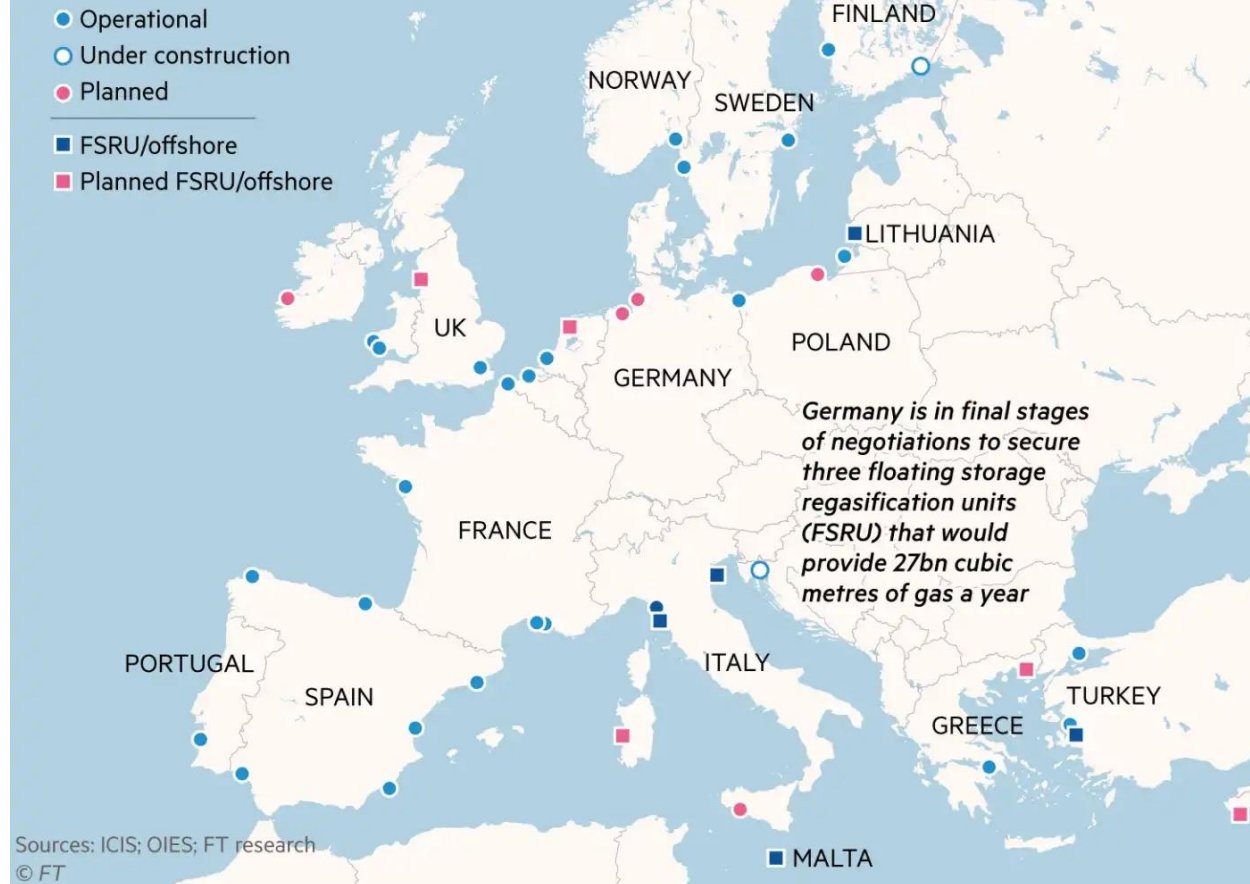 Operational
Under construction
Planned
FSRU/offshore
Planned FSRU/offshore
FINLAND
NORWAY
SWEDEN
LITHUANIA
UK
POLAND
GERMANY
Germany is in final stages
of negotiations to secure
three floating storage
regasification units
(FSRU) that would
provide 27bn cubic
metres of gas a year
FRANCE
PORTUGAL
SPAIN
ITALY
TURKEY
GREECE
MALTA
Sources: ICIS; OIES; FT research
© FT